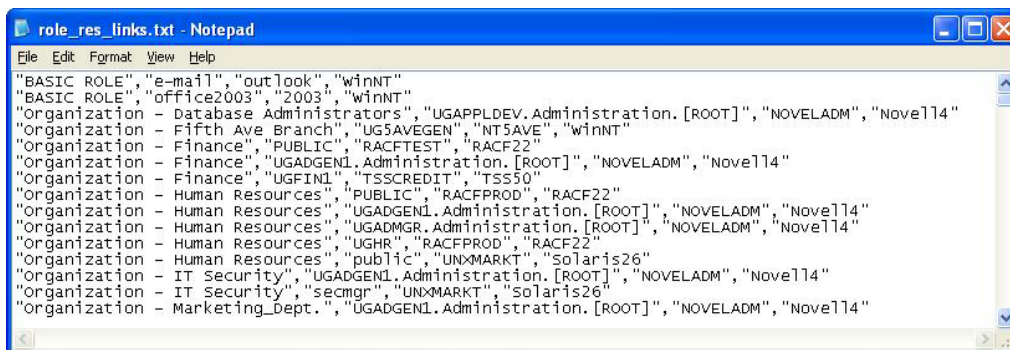 role_res_links.txt - Notepad
File Edit Format View Help
"BASIC ROLE","e-mail","outlook","WinNT"
"BASIC ROLE","office2003","2003","WinNT"
"Organization - Database Administrators","UGAPPLDEV.Administration.[ROOT]","NOVELADM","Novell4"
"Organization - Fifth Ave Branch","UG5AVEGEN","NT5AVE","WinNT"
"Organization - Finance","PUBLIC","RACFTEST","RACF22"
"Organization - Finance","UGADGEN1.Administration.[ROOT]","NOVELADM","Novell4"
"Organization - Finance","UGFIN1","TSSCREDIT","TSS50"
"Organization - Human Resources","PUBLIC","RACFPROD","RACF22"
"Organization - Human Resources","UGADGEN1.Administration.[ROOT]","NOVELADM","Novell4"
"Organization - Human Resources","UGADMGR.Administration.[ROOT]","NOVELADM","Novell4"
"Organization - Human Resources","UGHR","RACFPROD","RACF22"
"Organization - Human Resources","public","UNXMARKT","Solaris26"
"Organization - IT Security","UGADGEN1.Administration.[ROOT]","NOVELADM","Novell4"
"Organization - IT Security","secmgr","UNXMARKT","Solaris26"
"Organization - Marketing_Dept.","UGADGEN1.Administration.[ROOT]","NOVELADM","Novell4"